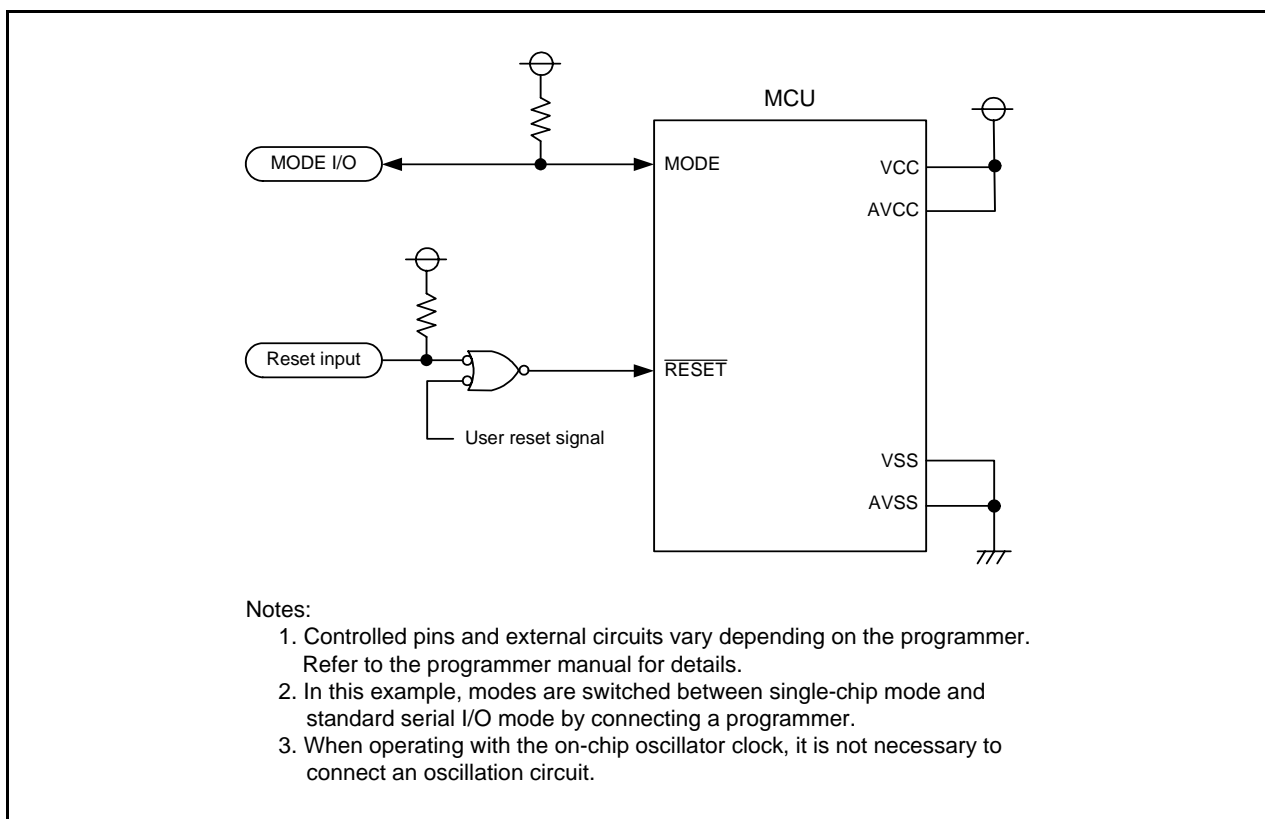 MCU
MODE I/O
MODE
VCC
AVCC
Reset input
RESET
User reset signal
VSS
AVSS
Notes:
1. Controlled pins and external circuits vary depending on the programmer.
Refer to the programmer manual for details.
2. In this example, modes are switched between single-chip mode and
standard serial I/O mode by connecting a programmer.
3. When operating with the on-chip oscillator clock, it is not necessary to
connect an oscillation circuit.